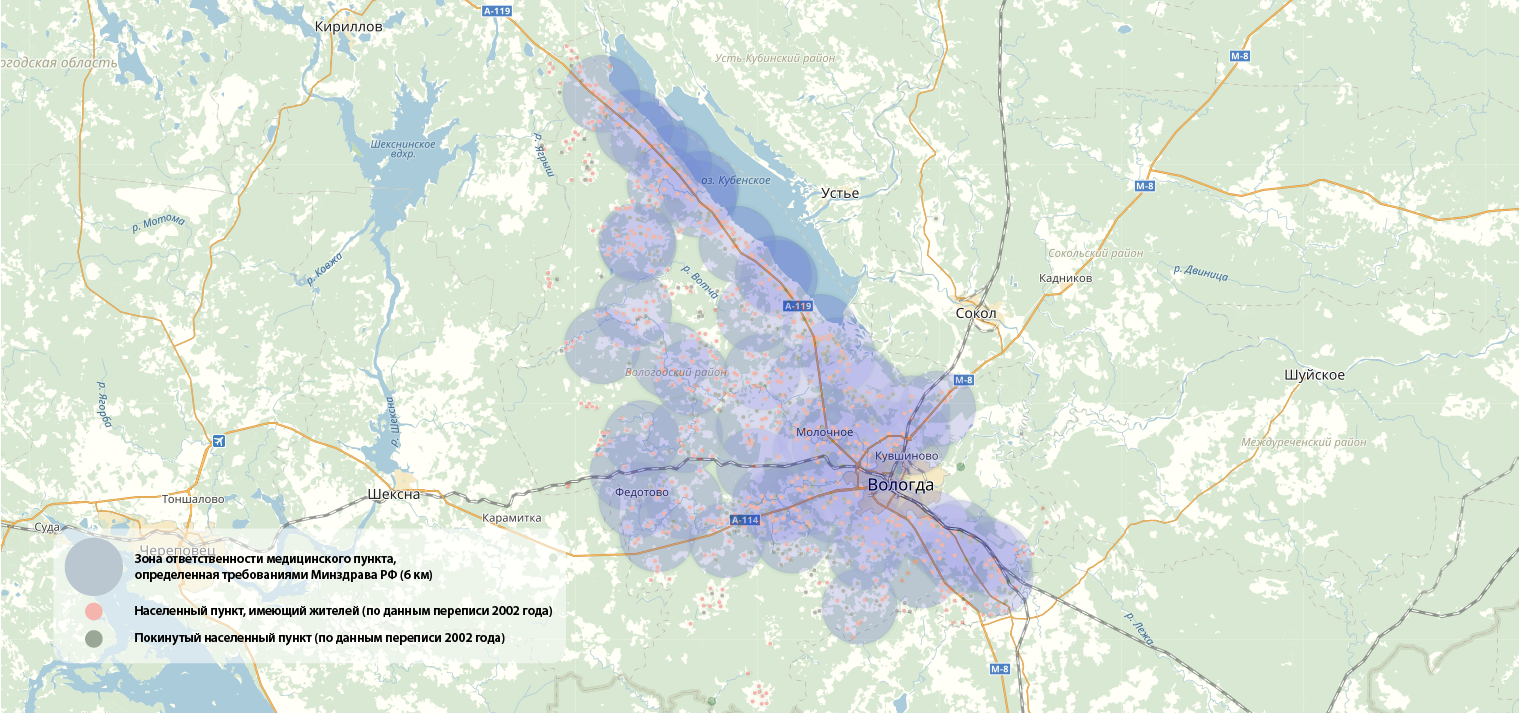 А-119
Кириллов
огодская область
Усть-Кубинский район
М-8
Шекснинское
вдхр.
р. Ягрыш
оз. Кубенское
М-8
Устье
р. Мотома
р. Ковжа
р. Вотча
Сокольский район
Кадников
р. Двиница
А-119
Сокол
Вологодский район
М-8
Шуйское
р. Ягорба
р. Шексна
Молочное
Междуреченский район
Кувшиново
Вологда
Тоншалово
Шексна
Федотово
Карамитка
А-114
Суда
Череповец
Зона ответственности медицинского пункта,
определенная требованиями Минздрава РФ (6 км)
Населенный пункт, имеющий жителей (по данным переписи 2002 года)
Покинутый населенный пункт (по данным переписи 2002 года)
р. Лежа
М-8